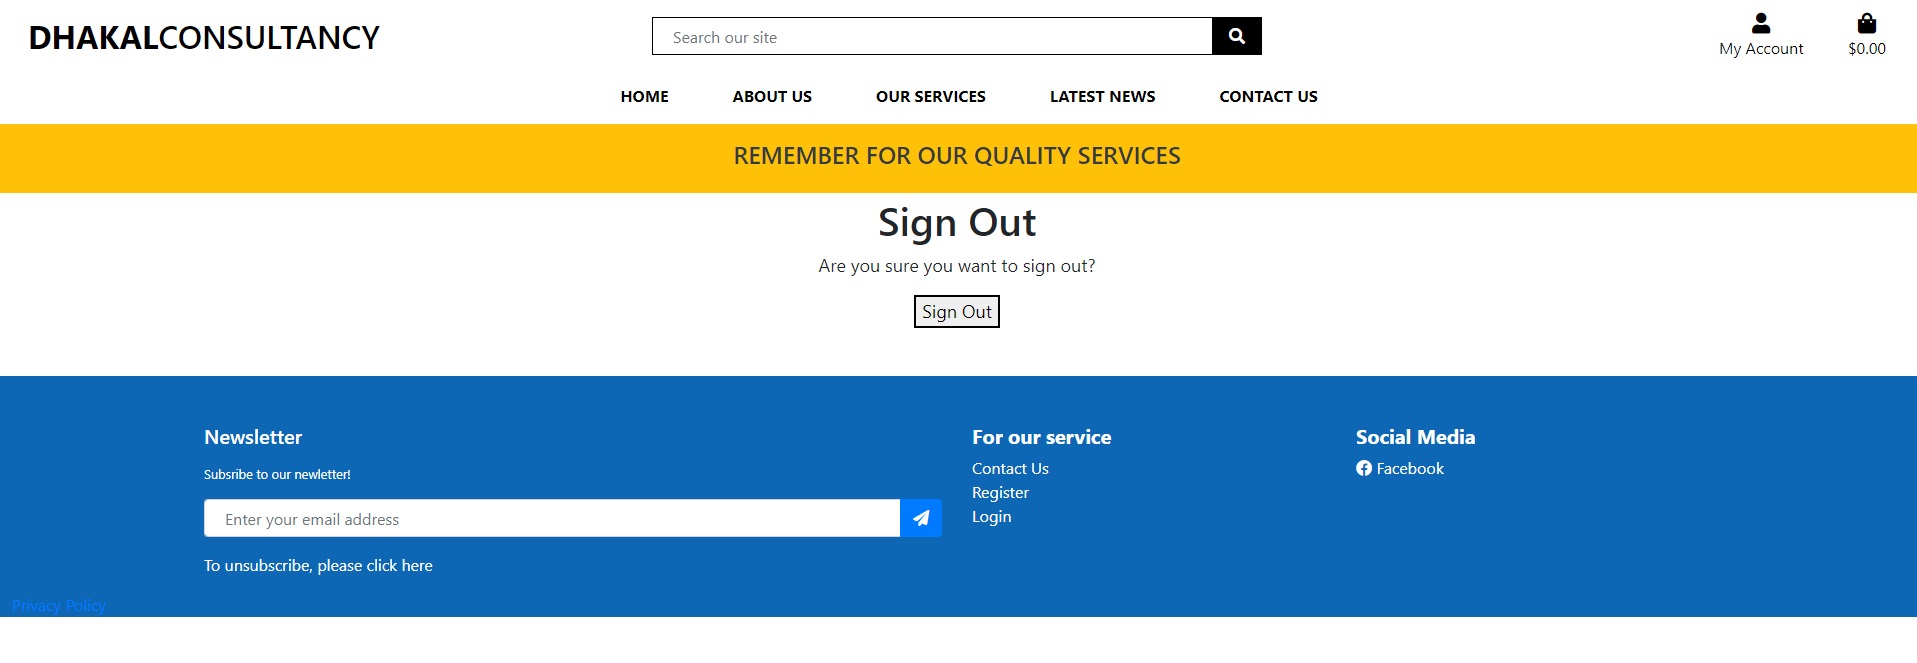 DHAKALCONSULTANCY
Search our site
My Account
$0.00
HOME ABOUT US OUR SERVICES LATEST NEWS CONTACT US
REMEMBER FOR OUR QUALITY SERVICES
Sign Out
Are you sure you want to sign out?
Sign Out
Newsletter
Subsribe to our newletter!
Enter your email address
To unsubscribe, please click here
For our service
Contact Us
Register
Login
Social Media
Facebook
Privacy Policy